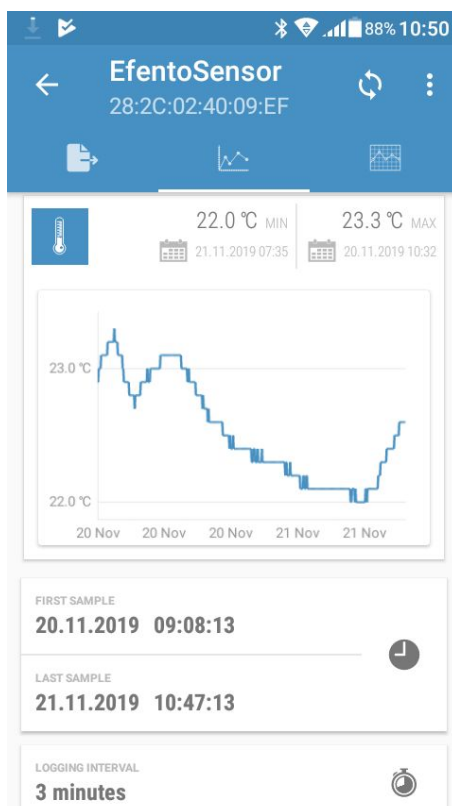 88% 10:50
EfentoSensor
28:2C:02:40:09:EF
22.0 °C MIN
21.11.2019 07:35
23.3 °C MAX
20.11.2019 10:32
23.0 °C
22.0 °C
20 Nov 20 Nov 20 Nov 21 Nov 21 Nov
FIRST SAMPLE
20.11.2019 09:08:13
LAST SAMPLE
21.11.2019 10:47:13
LOGGING INTERVAL
3 minutes